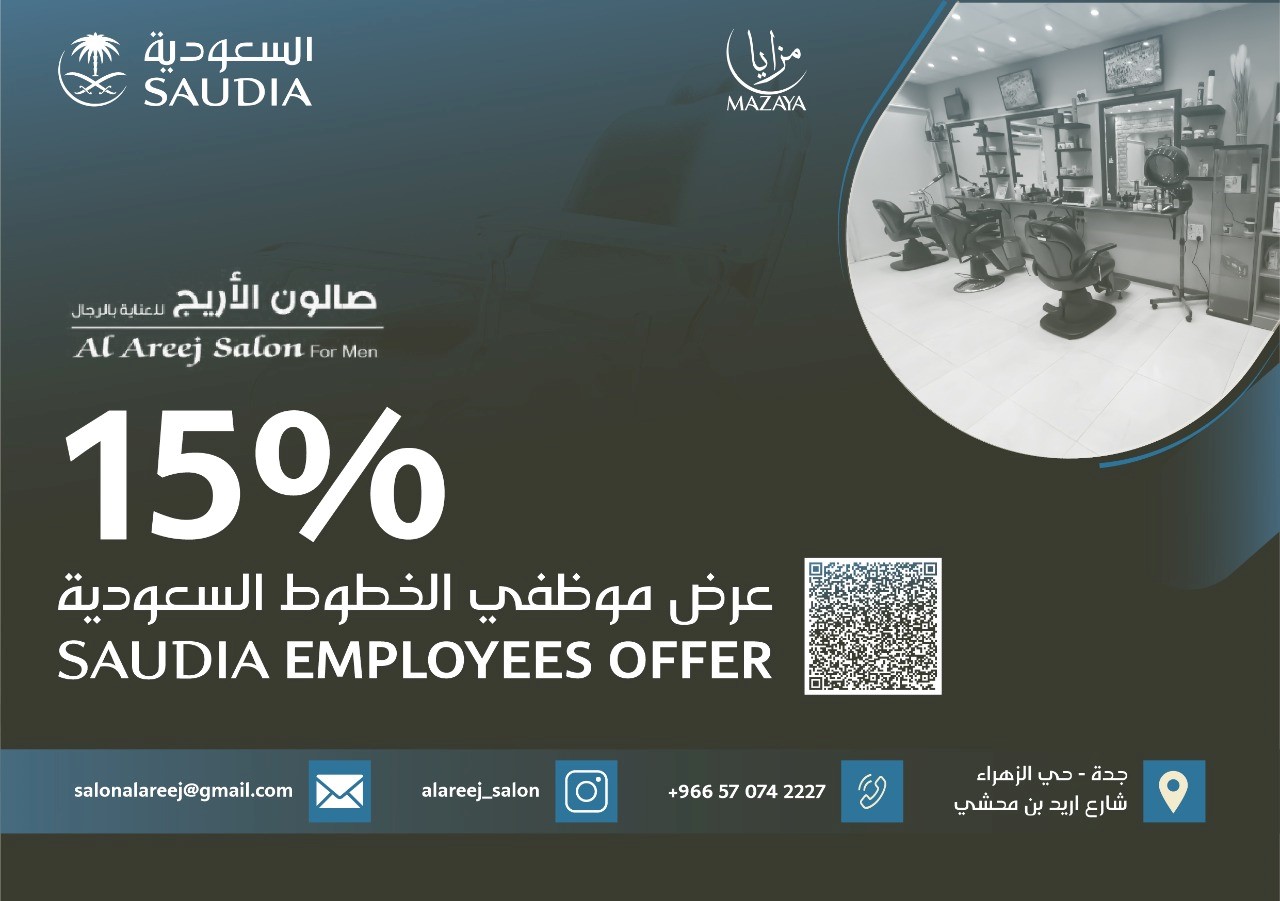 السعودية
SAUDIA
مزايا
MAZAYA
صالون الأريج للعناية بالرجال
Al Areej Salon For Men
15%
عرض موظفي الخطوط السعودية
SAUDIA EMPLOYEES OFFER
salonalareej@gmail.com
alareej_salon
+966 57 074 2227
جدة - حي الزهراء
شارع اربد بن محشي